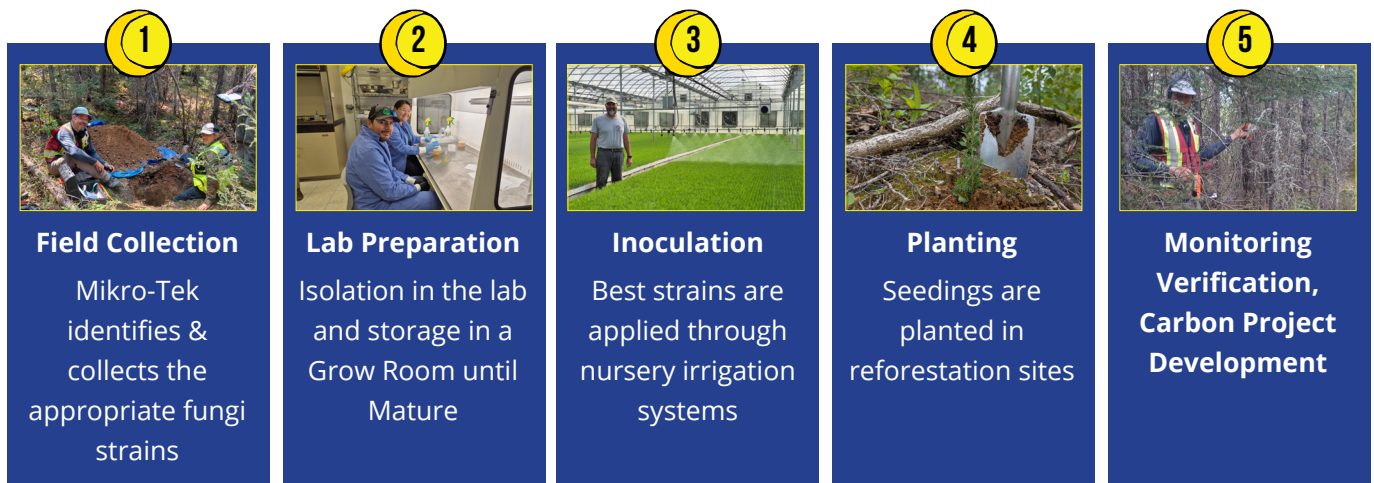 1
Field Collection
Mikro-Tek
identifies &
collects the
appropriate fungi
strains
2
Lab Preparation
Isolation in the lab
and storage in a
Grow Room until
Mature
3
Inoculation
Best strains are
applied through
nursery irrigation
systems
4
Planting
Seedings are
planted in
reforestation sites
5
Monitoring
Verification,
Carbon Project
Development